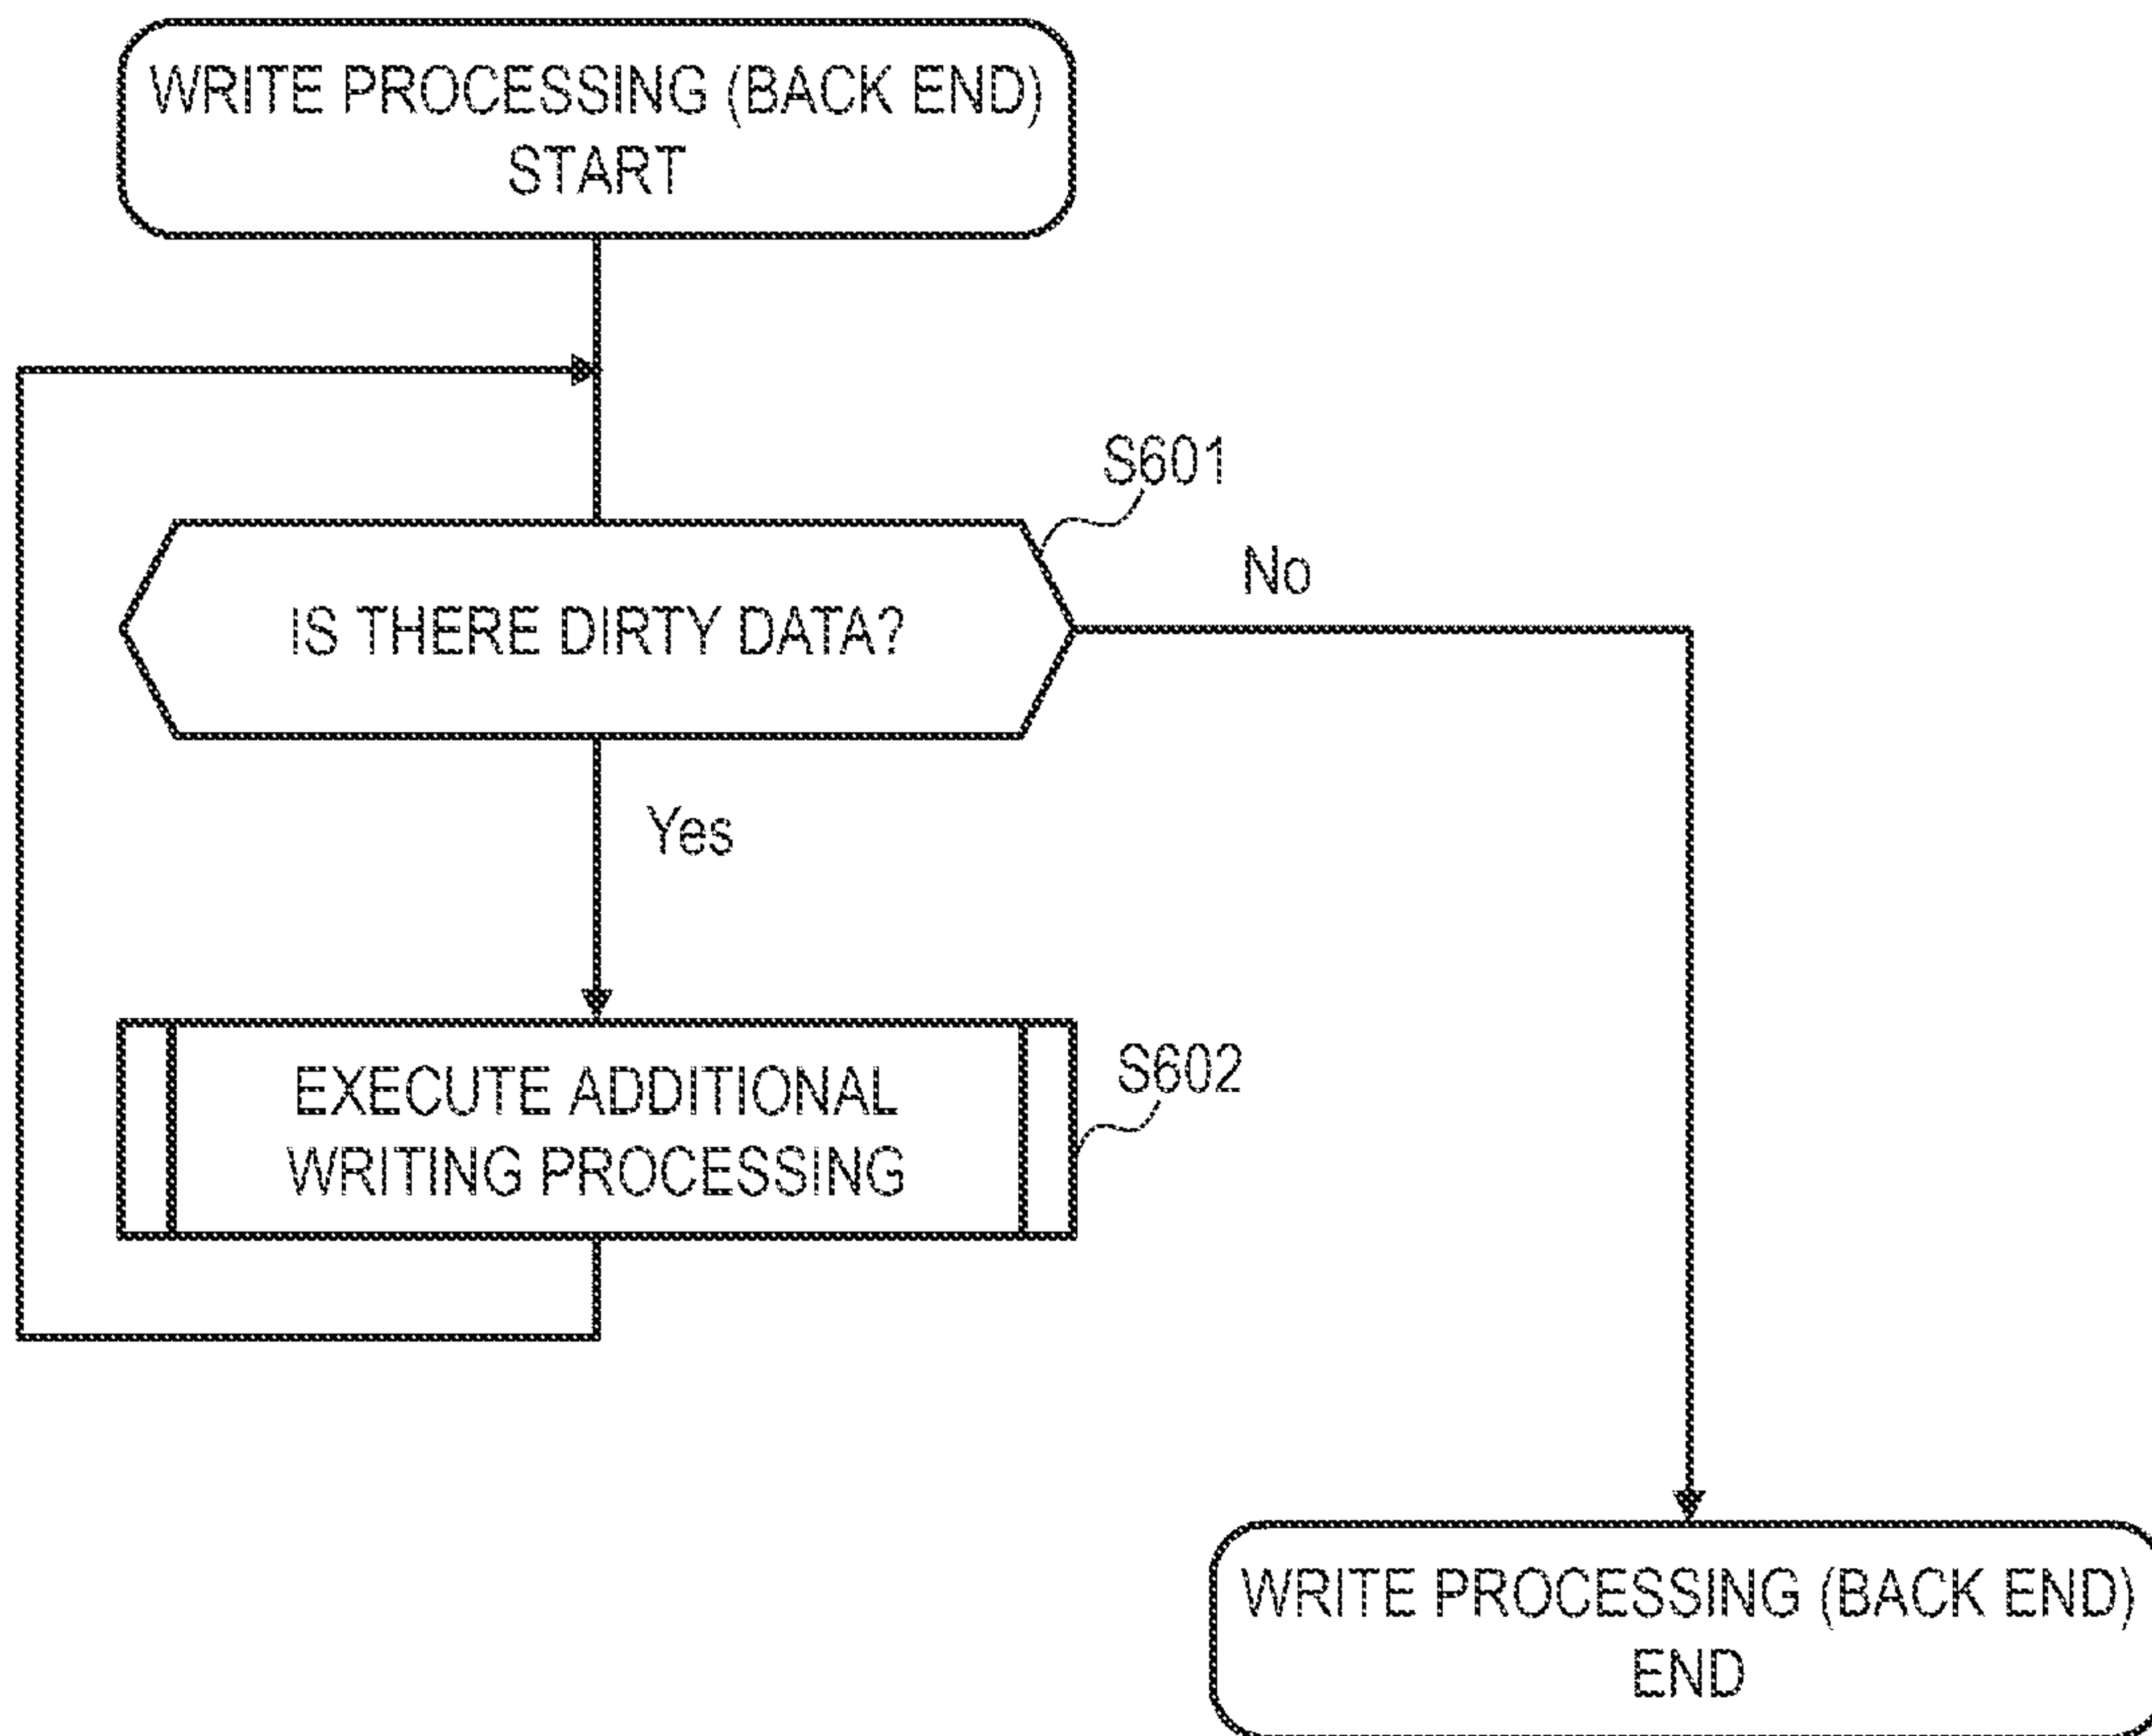 WRITE PROCESSING (BACK END)
START
S601
No
IS THERE DIRTY DATA?
Yes
S602
EXECUTE ADDITIONAL
WRITING PROCESSING
WRITE PROCESSING (BACK END)
END